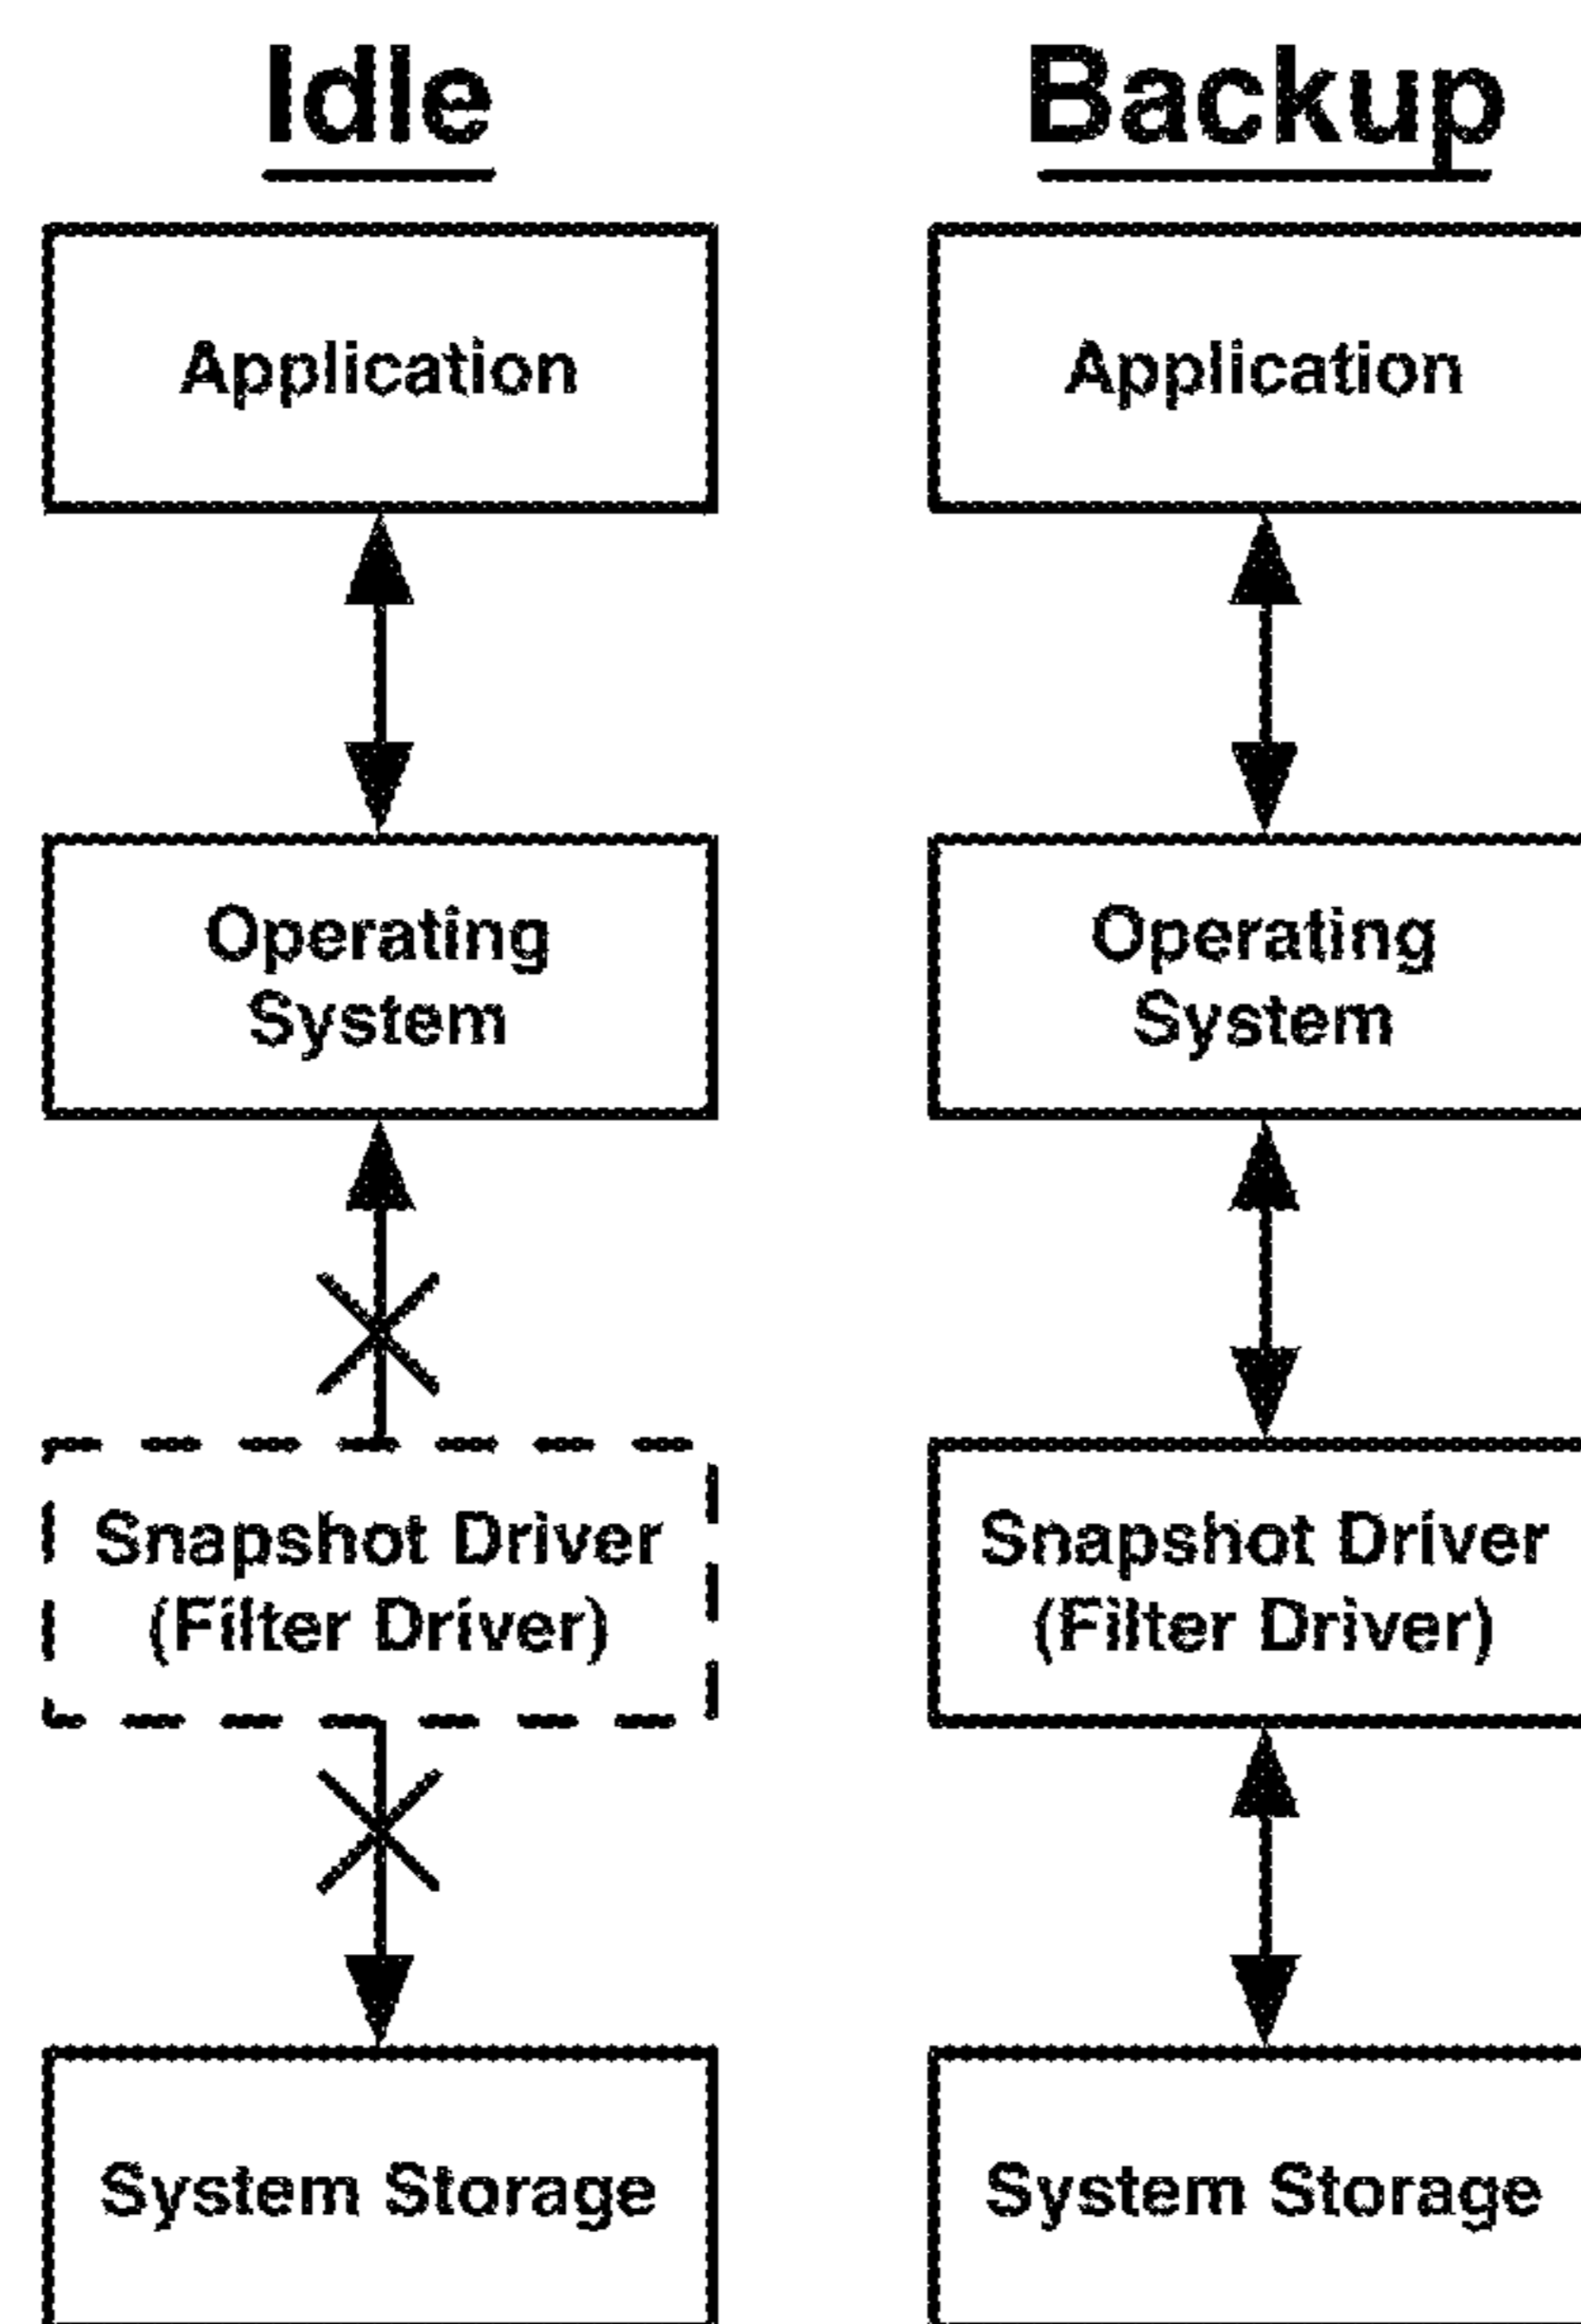 Idle
Application
Operating
System
Snapshot Driver
(Filter Driver)
System Storage
Backup
Application
Operating
System
Snapshot Driver
(Filter Driver)
System Storage